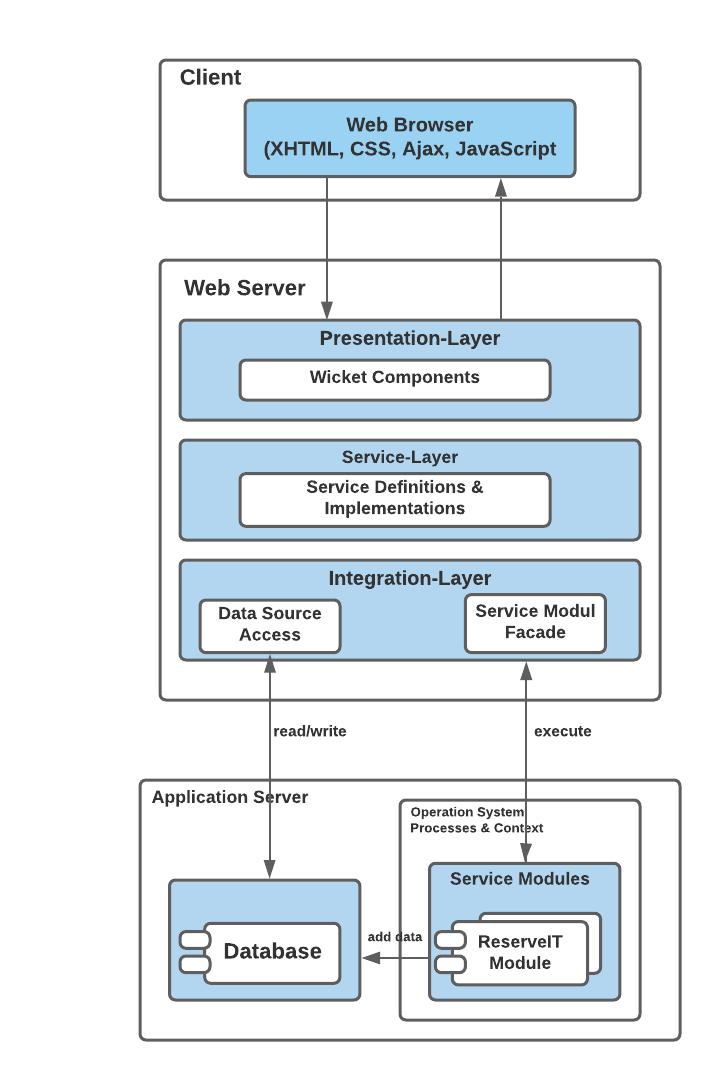 Client
Web Browser
(XHTML, CSS, Ajax, JavaScript
Web Server
Presentation-Layer
Wicket Components
Service-Layer
Service Definitions &
Implementations
Integration-Layer
Data Source
Access
Service Modul
Facade
read/write
execute
Application Server
Operation System
Processes & Context
Service Modules
add data
Database
ReserveIT
Module